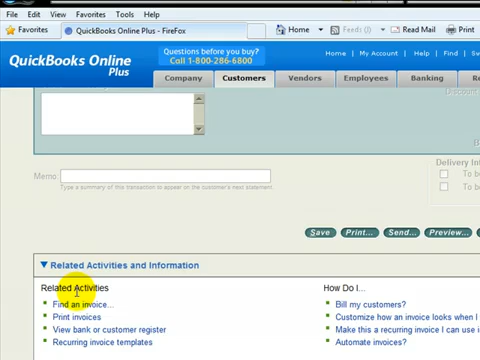 File Edit View Favorites Tools Help
Favorites QuickBooks Online Plus - FireFox Home Feeds (J) Read Mail Print
QuickBooks Online
Plus
Questions before you buy?
Call 1-800-286-6800
Home My Account Help Find
Company Customers Vendors Employees Banking
Discount
Memo:
Type a summary of this transaction to appear on the customer's next statement.
Delivery In
To be
To be
Save Print... Send... Preview...
Related Activities and Information
Related Activities
Find an invoice...
Print invoices
View bank or customer register
Recurring invoice templates
How Do I...
Bill my customers?
Customize how an invoice looks when I
Make this a recurring invoice I can use i
Automate invoices?